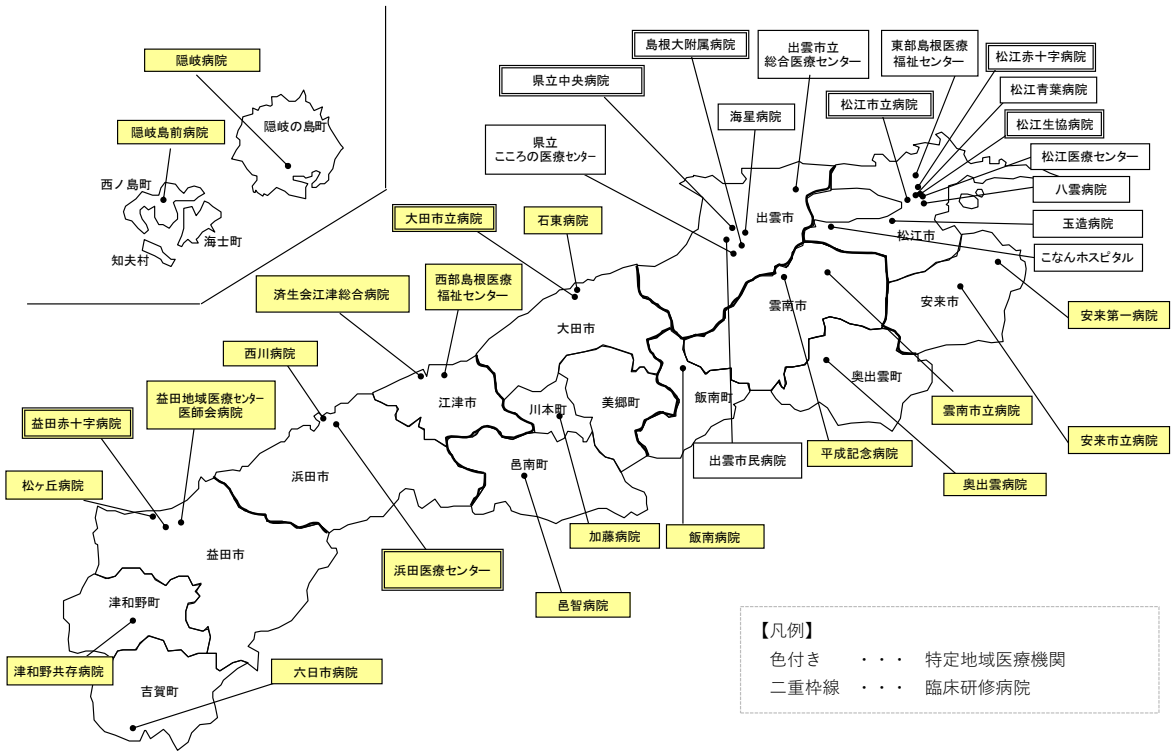 隠岐病院
隠岐の島町
隠岐島前病院
西ノ島町
海士町
知夫村
島根大附属病院
出雲市立
総合医療センター
東部島根医療
福祉センター
松江赤十字病院
県立中央病院
松江青葉病院
松江市立病院
海星病院
松江生協病院
県立
こころの医療センター
松江医療センター
八雲病院
玉造病院
こなんホスピタル
出雲市
松江市
大田市立病院
石東病院
済生会江津総合病院
西部島根医療
福祉センター
雲南市
安来市
安来第一病院
大田市
西川病院
奥出雲町
益田地域医療センター
医師会病院
江津市
川本町
美郷町
飯南町
雲南市立病院
益田赤十字病院
安来市立病院
平成記念病院
出雲市民病院
邑南町
浜田市
奥出雲病院
松ヶ丘病院
加藤病院
飯南病院
益田市
浜田医療センター
邑智病院
津和野町
津和野共存病院
六日市病院
吉賀町
【凡例】
色付き ・・・ 特定地域医療機関
二重枠線 ・・・ 臨床研修病院